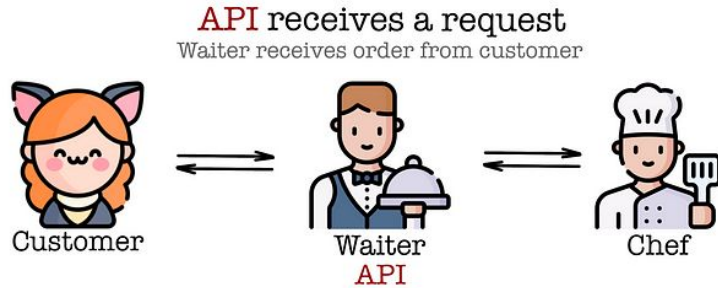 API receives a request
Waiter receives order from customer
Customer
Waiter
Chef
API